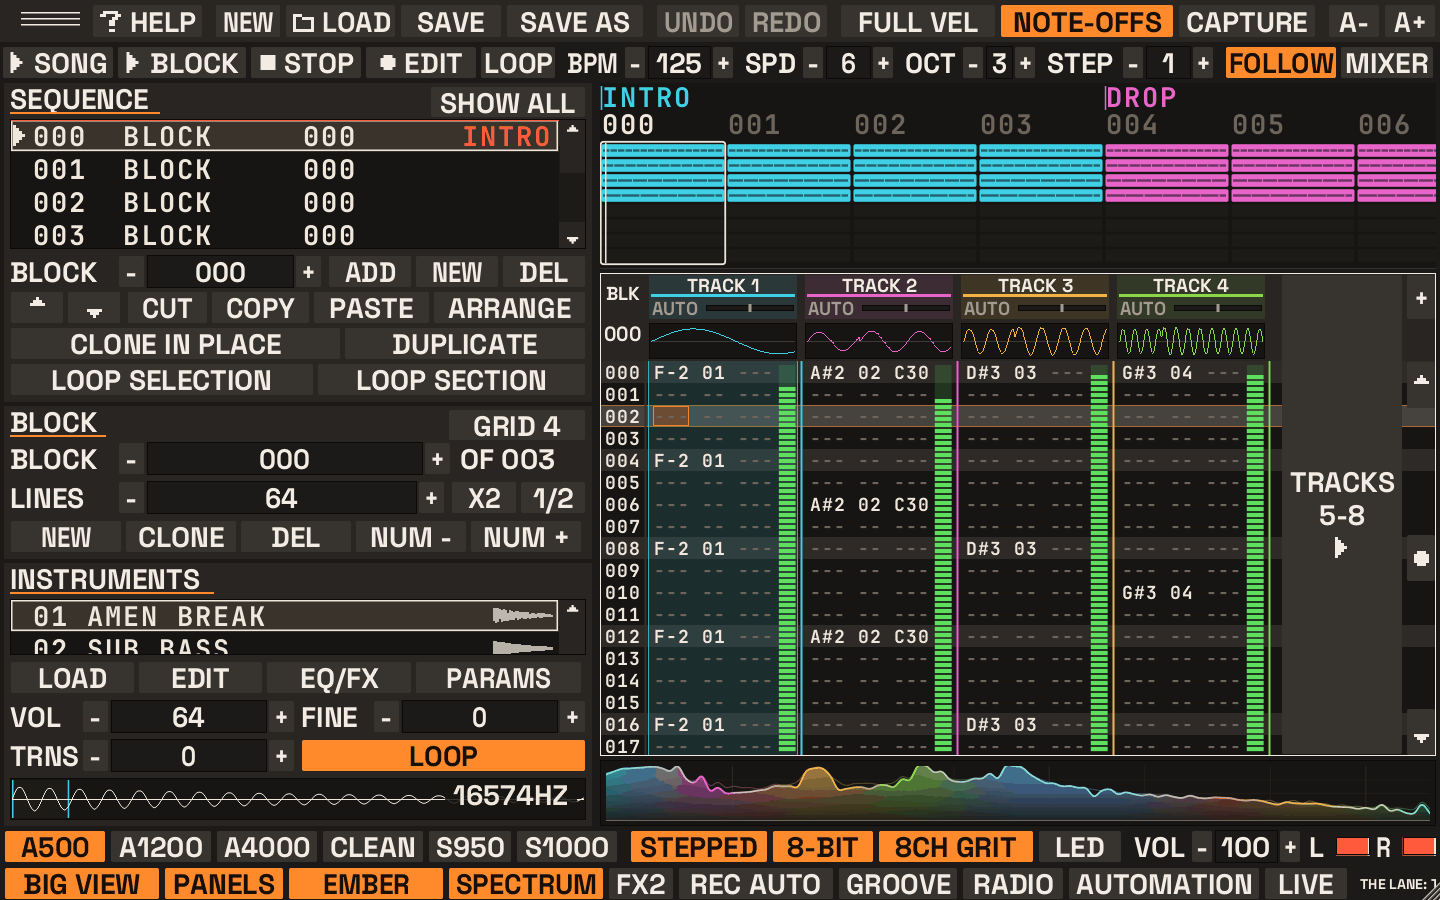 ? HELP NEW LOAD SAVE SAVE AS UNDO REDO FULL VEL NOTE-OFFS CAPTURE A- A+
SONG BLOCK STOP EDIT LOOP BPM - 125 + SPD - 6 + OCT - 3 + STEP - 1 + FOLLOW MIXER
SEQUENCE SHOW ALL
000 BLOCK 000 INTRO
001 BLOCK 000
002 BLOCK 000
003 BLOCK 000
BLOCK - 000 + ADD NEW DEL
CUT COPY PASTE ARRANGE
CLONE IN PLACE DUPLICATE
LOOP SELECTION LOOP SECTION
BLOCK GRID 4
BLOCK - 000 + OF 003
LINES - 64 + X2 1/2
NEW CLONE DEL NUM - NUM +
INSTRUMENTS
01 AMEN BREAK
02 SUB BASS
LOAD EDIT EQ/FX PARAMS
VOL - 64 + FINE - 0 +
TRNS - 0 + LOOP
16574HZ
INTRO DROP
000 001 002 003 004 005 006
BLK TRACK 1 TRACK 2 TRACK 3 TRACK 4 +
AUTO AUTO AUTO AUTO
000
000 F-2 01 --- A#2 02 C30 D#3 03 --- G#3 04 ---
001 --- -- --- --- -- --- --- -- --- --- -- ---
002 --- -- --- --- -- --- --- -- --- --- -- ---
003 --- -- --- --- -- --- --- -- --- --- -- ---
004 F-2 01 --- --- -- --- --- -- --- --- -- ---
005 --- -- --- --- -- --- --- -- --- --- -- ---
006 --- -- --- A#2 02 C30 --- -- --- --- -- ---
007 --- -- --- --- -- --- --- -- --- --- -- ---
008 F-2 01 --- --- -- --- D#3 03 --- --- -- ---
009 --- -- --- --- -- --- --- -- --- --- -- ---
010 --- -- --- --- -- --- --- -- --- G#3 04 ---
011 --- -- --- --- -- --- --- -- --- --- -- ---
012 F-2 01 --- A#2 02 C30 --- -- --- --- -- ---
013 --- -- --- --- -- --- --- -- --- --- -- ---
014 --- -- --- --- -- --- --- -- --- --- -- ---
015 --- -- --- --- -- --- --- -- --- --- -- ---
016 F-2 01 --- --- -- --- D#3 03 --- --- -- ---
017 --- -- --- --- -- --- --- -- --- --- -- ---
TRACKS
5-8
A500 A1200 A4000 CLEAN S950 S1000 STEPPED 8-BIT 8CH GRIT LED VOL - 100 + L R
BIG VIEW PANELS EMBER SPECTRUM FX2 REC AUTO GROOVE RADIO AUTOMATION LIVE THE LANE: